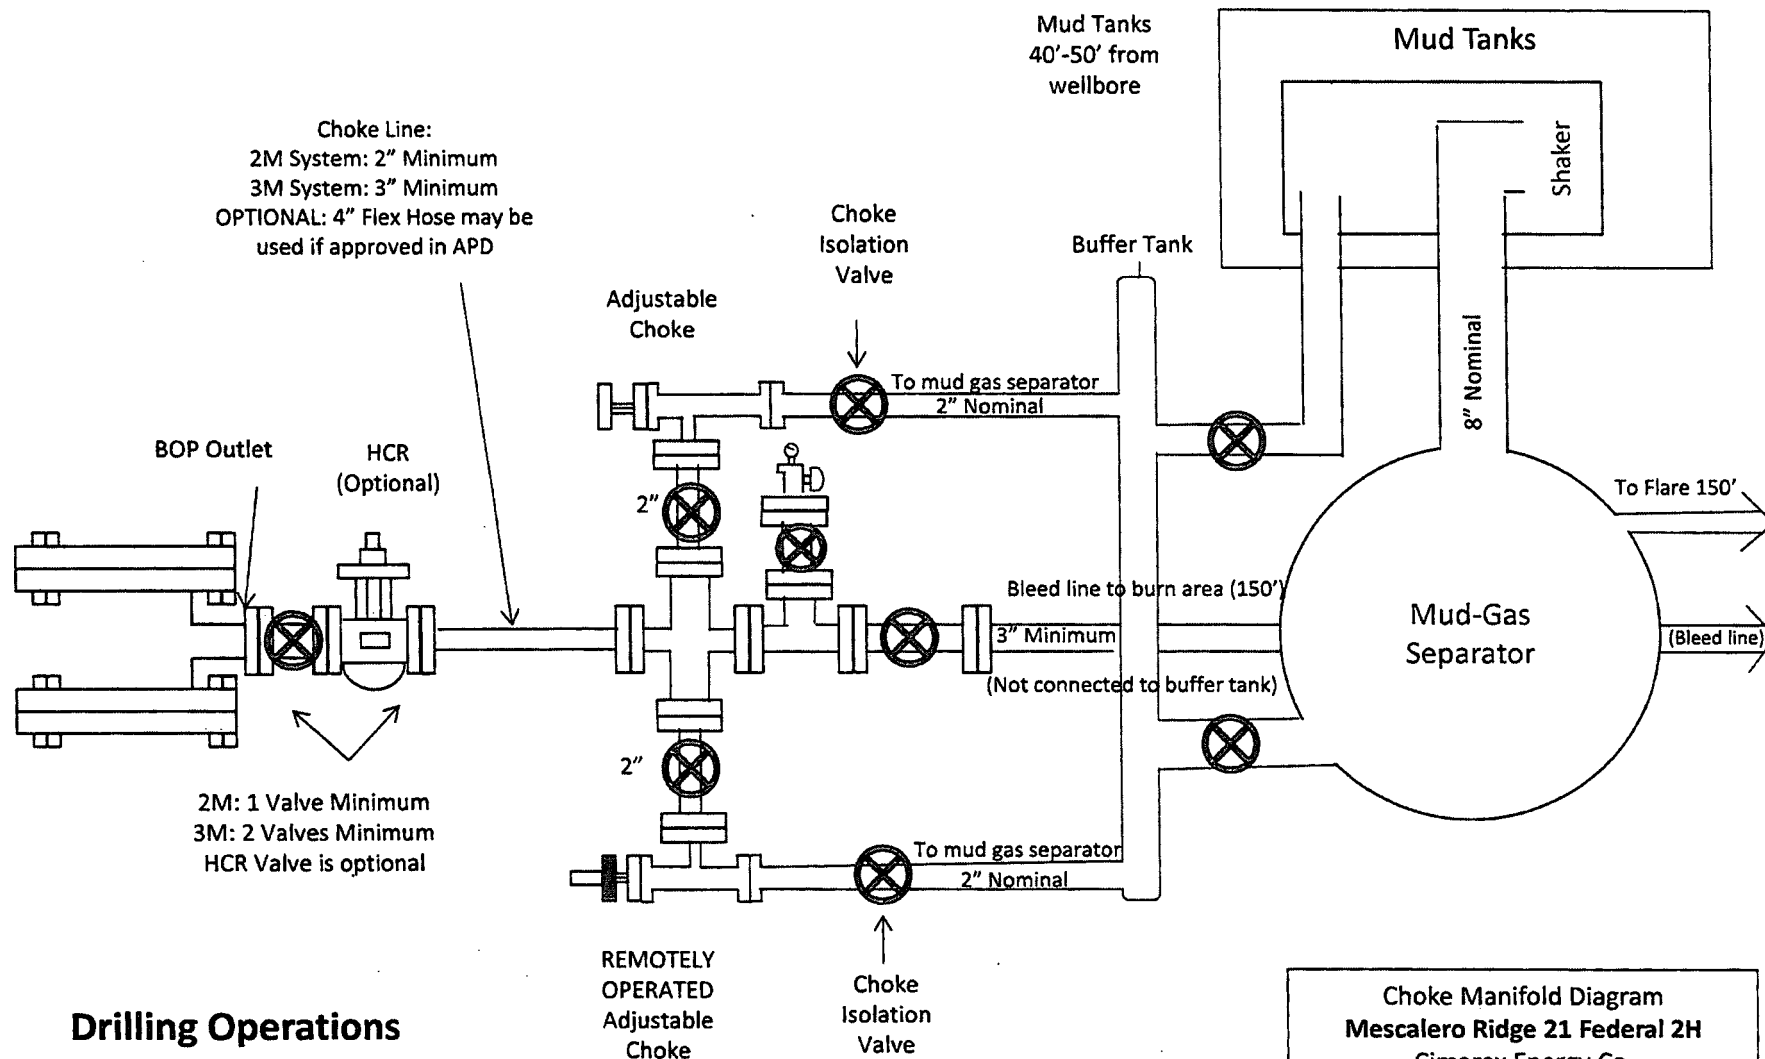 Mud Tanks
40'-50' from
wellbore
Mud Tanks
Shaker
Choke Line:
2M System: 2" Minimum
3M System: 3" Minimum
OPTIONAL: 4" Flex Hose may be
used if approved in APD
Choke
Isolation
Valve
Buffer Tank
Adjustable
Choke
8" Nominal
To mud gas separator
2" Nominal
BOP Outlet
HCR
(Optional)
2"
To Flare 150'
Bleed line to burn area (150')
3" Minimum
(Not connected to buffer tank)
Mud-Gas
Separator
(Bleed line)
2"
2M: 1 Valve Minimum
3M: 2 Valves Minimum
HCR Valve is optional
To mud gas separator
2" Nominal
REMOTELY
OPERATED
Adjustable
Choke
Choke
Isolation
Valve
Drilling Operations
Choke Manifold Diagram
Mescalero Ridge 21 Federal 2H
Cimarex Energy Co